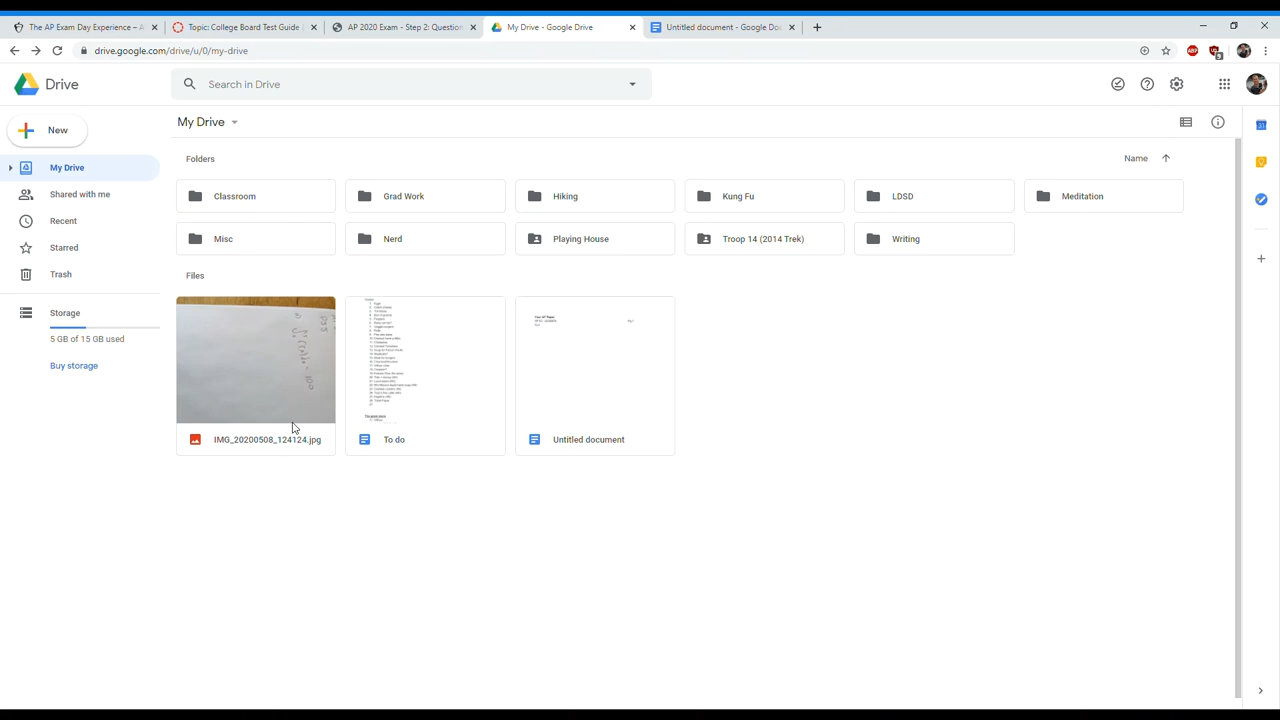 The AP Exam Day Experience – A
Topic: College Board Test Guide
AP 2020 Exam - Step 2: Question
My Drive - Google Drive
Untitled document - Google Doc
drive.google.com/drive/u/0/my-drive
ABP
3
Drive
Search in Drive
New
My Drive
Name
My Drive
Shared with me
Recent
Starred
Trash
Storage
5 GB of 15 GB used
Buy storage
Folders
Classroom
Grad Work
Hiking
Kung Fu
LDSD
Meditation
Misc
Nerd
Playing House
Troop 14 (2014 Trek)
Writing
Files
IMG_20200508_124124.jpg
To do
Untitled document
31